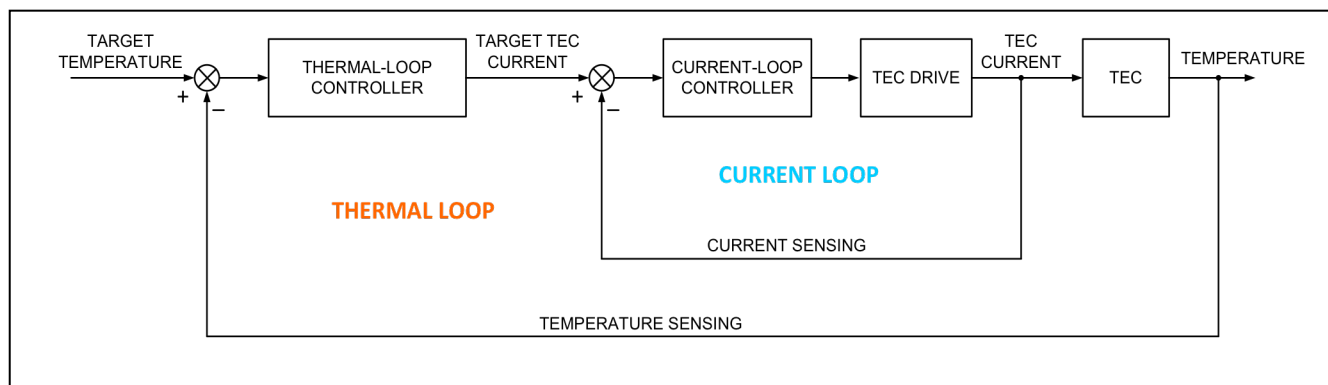 TARGET
TEMPERATURE
+
−
THERMAL-LOOP
CONTROLLER
TARGET TEC
CURRENT
+
−
CURRENT-LOOP
CONTROLLER
TEC DRIVE
TEC
CURRENT
TEC
TEMPERATURE
CURRENT LOOP
THERMAL LOOP
CURRENT SENSING
TEMPERATURE SENSING